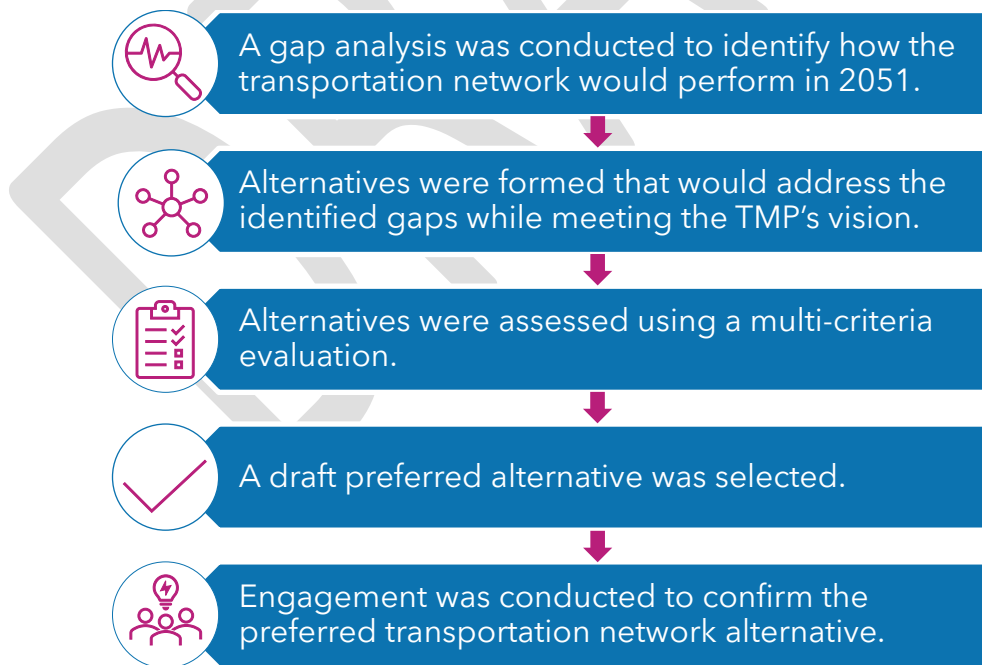 A gap analysis was conducted to identify how the
transportation network would perform in 2051.
Alternatives were formed that would address the
identified gaps while meeting the TMP’s vision.
Alternatives were assessed using a multi-criteria
evaluation.
A draft preferred alternative was selected.
Engagement was conducted to confirm the
preferred transportation network alternative.